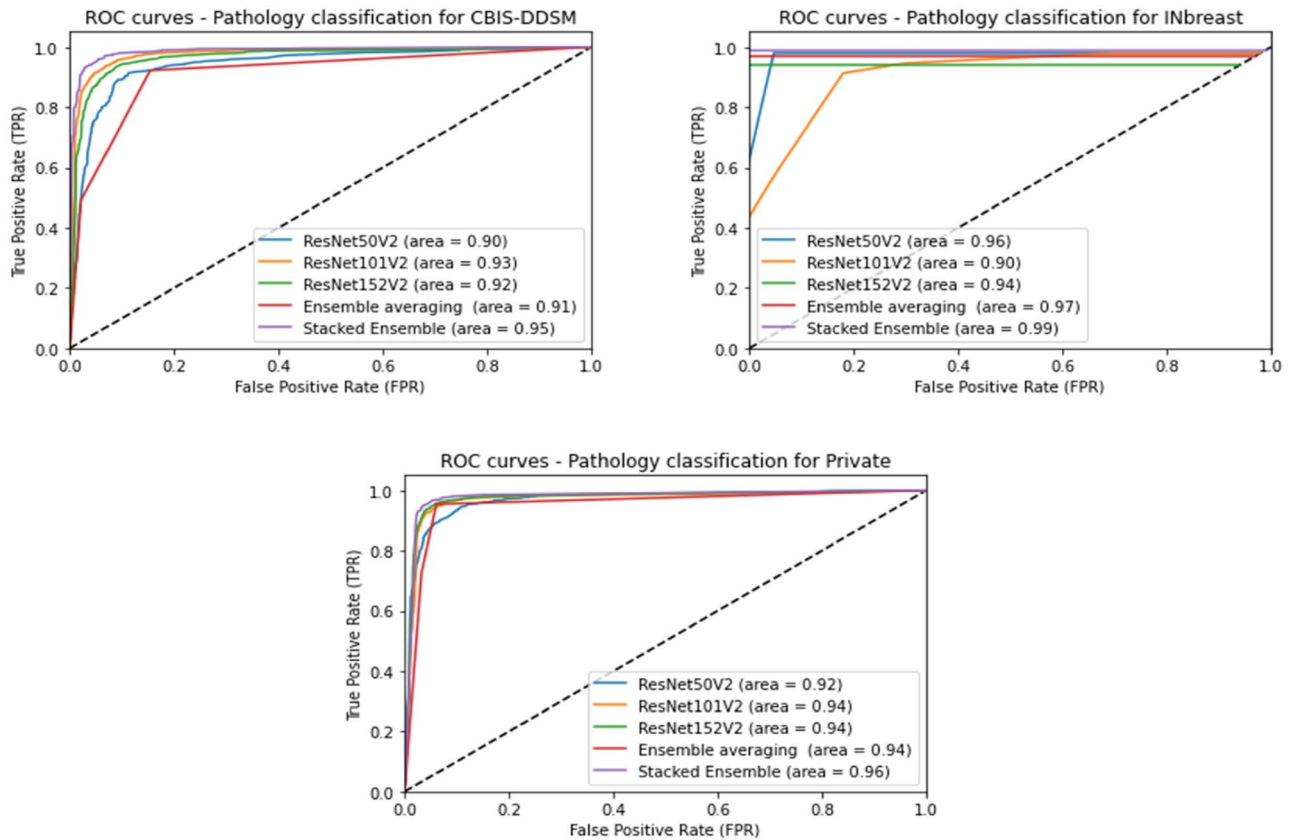 ROC curves - Pathology classification for CBIS-DDSM
True Positive Rate (TPR)
1.0
0.8
0.6
0.4
0.2
0.0
ResNet50V2 (area = 0.90)
ResNet101V2 (area = 0.93)
ResNet152V2 (area = 0.92)
Ensemble averaging  (area = 0.91)
Stacked Ensemble (area = 0.95)
0.0 0.2 0.4 0.6 0.8 1.0
False Positive Rate (FPR)
ROC curves - Pathology classification for INbreast
True Positive Rate (TPR)
1.0
0.8
0.6
0.4
0.2
0.0
ResNet50V2 (area = 0.96)
ResNet101V2 (area = 0.90)
ResNet152V2 (area = 0.94)
Ensemble averaging  (area = 0.97)
Stacked Ensemble (area = 0.99)
0.0 0.2 0.4 0.6 0.8 1.0
False Positive Rate (FPR)
ROC curves - Pathology classification for Private
True Positive Rate (TPR)
1.0
0.8
0.6
0.4
0.2
0.0
ResNet50V2 (area = 0.92)
ResNet101V2 (area = 0.94)
ResNet152V2 (area = 0.94)
Ensemble averaging  (area = 0.94)
Stacked Ensemble (area = 0.96)
0.0 0.2 0.4 0.6 0.8 1.0
False Positive Rate (FPR)